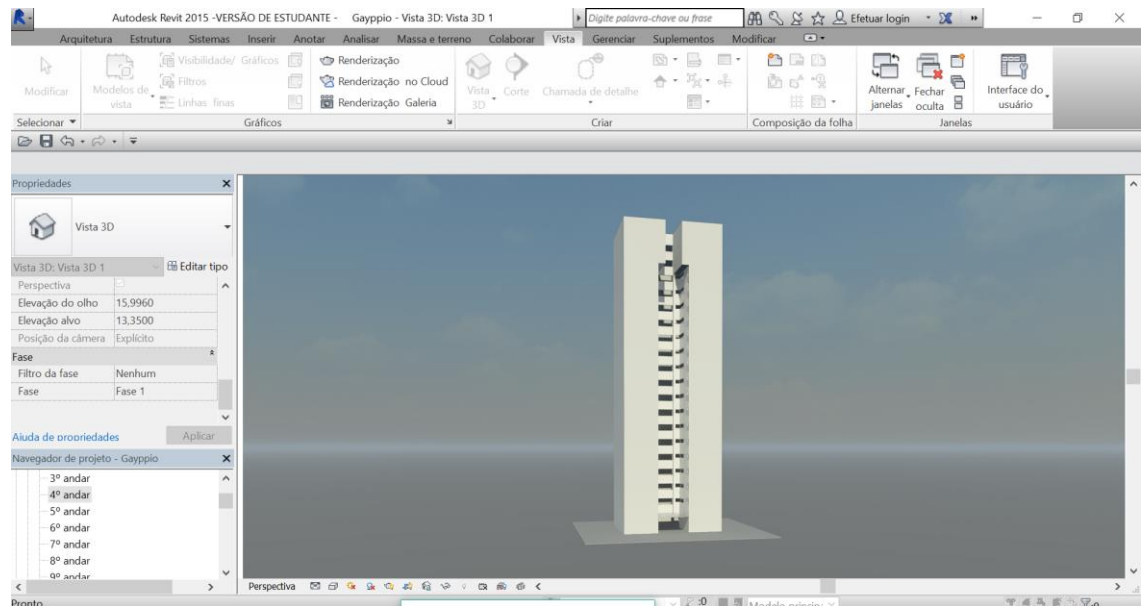 Autodesk Revit 2015 -VERSÃO DE ESTUDANTE - Gayppio - Vista 3D: Vista 3D 1 Digite palavra-chave ou frase Efetuar login
Arquitetura Estrutura Sistemas Inserir Anotar Analisar Massa e terreno Colaborar Vista Gerenciar Suplementos Modificar
Modificar
Modelos de vista
Visibilidade/ Gráficos
Filtros
Linhas finas
Renderização
Renderização no Cloud
Renderização Galeria
Vista 3D
Corte
Chamada de detalhe
Alternar janelas
Fechar oculta
Interface do usuário
Selecionar Gráficos Criar Composição da folha Janelas
Propriedades
Vista 3D
Vista 3D: Vista 3D 1 Editar tipo
Perspectiva
Elevação do olho 15,9960
Elevação alvo 13,3500
Posição da câmera Explícito
Fase
Filtro da fase Nenhum
Fase Fase 1
Ajuda de propriedades Aplicar
Navegador de projeto - Gayppio
3º andar
4º andar
5º andar
6º andar
7º andar
8º andar
9º andar
Perspectiva
Pronto :0 Modelo princip :0